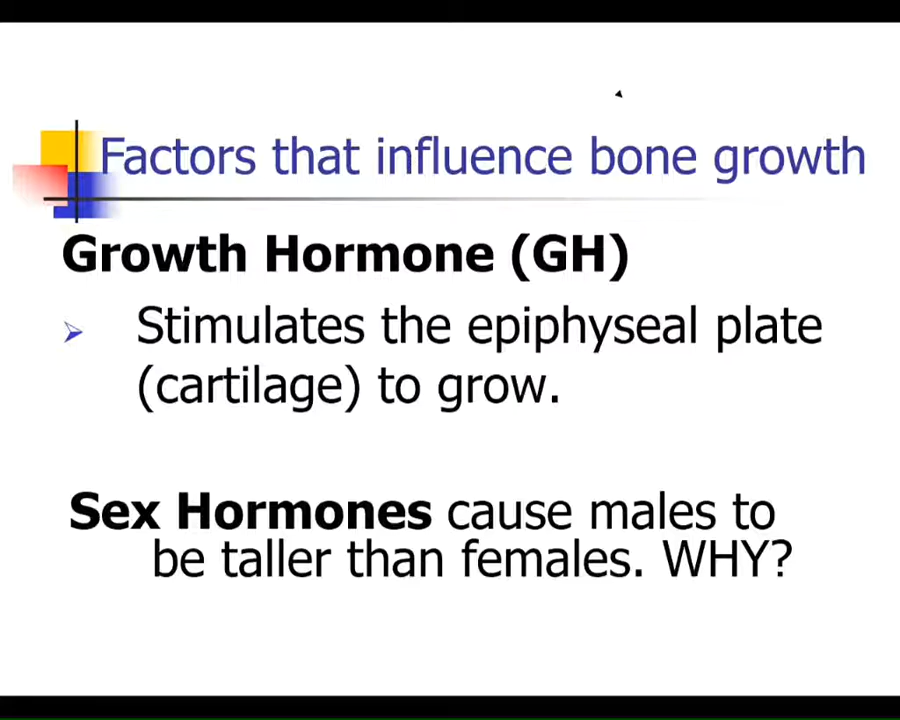 Factors that influence bone growth
Growth Hormone (GH)
Stimulates the epiphyseal plate
(cartilage) to grow.
Sex Hormones cause males to
be taller than females. WHY?